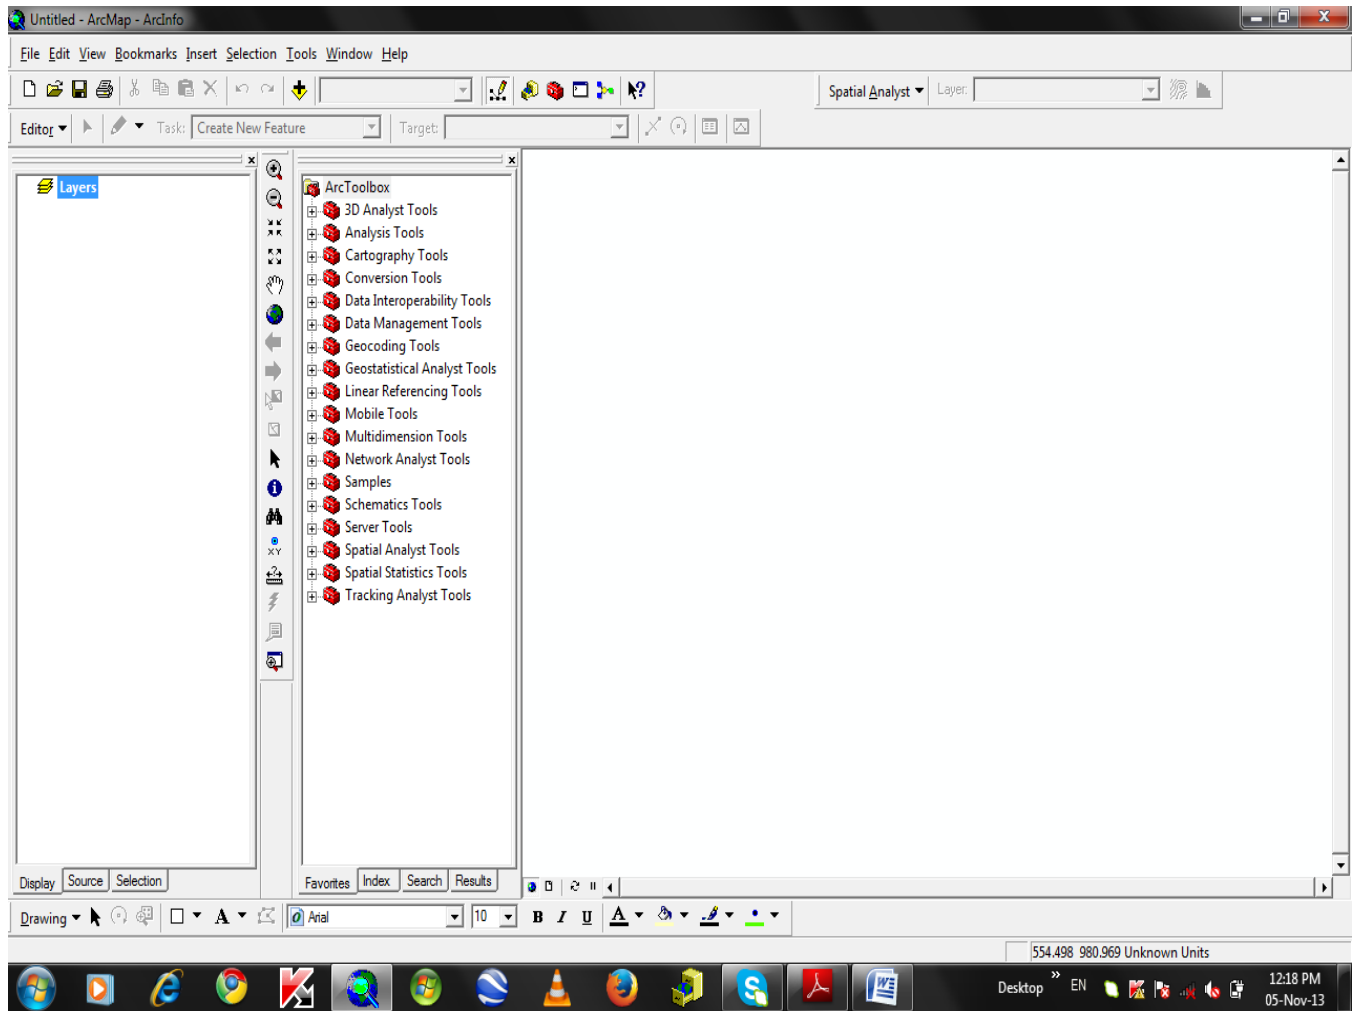 Untitled - ArcMap - ArcInfo
File Edit View Bookmarks Insert Selection Tools Window Help
Spatial Analyst Layer:
Editor Task: Create New Feature Target:
Layers
ArcToolbox
3D Analyst Tools
Analysis Tools
Cartography Tools
Conversion Tools
Data Interoperability Tools
Data Management Tools
Geocoding Tools
Geostatistical Analyst Tools
Linear Referencing Tools
Mobile Tools
Multidimension Tools
Network Analyst Tools
Samples
Schematics Tools
Server Tools
Spatial Analyst Tools
Spatial Statistics Tools
Tracking Analyst Tools
XY
Display Source Selection
Favorites Index Search Results
Drawing A Arial 10 B I U A
554.498 980.969 Unknown Units
Desktop » EN 12:18 PM
05-Nov-13